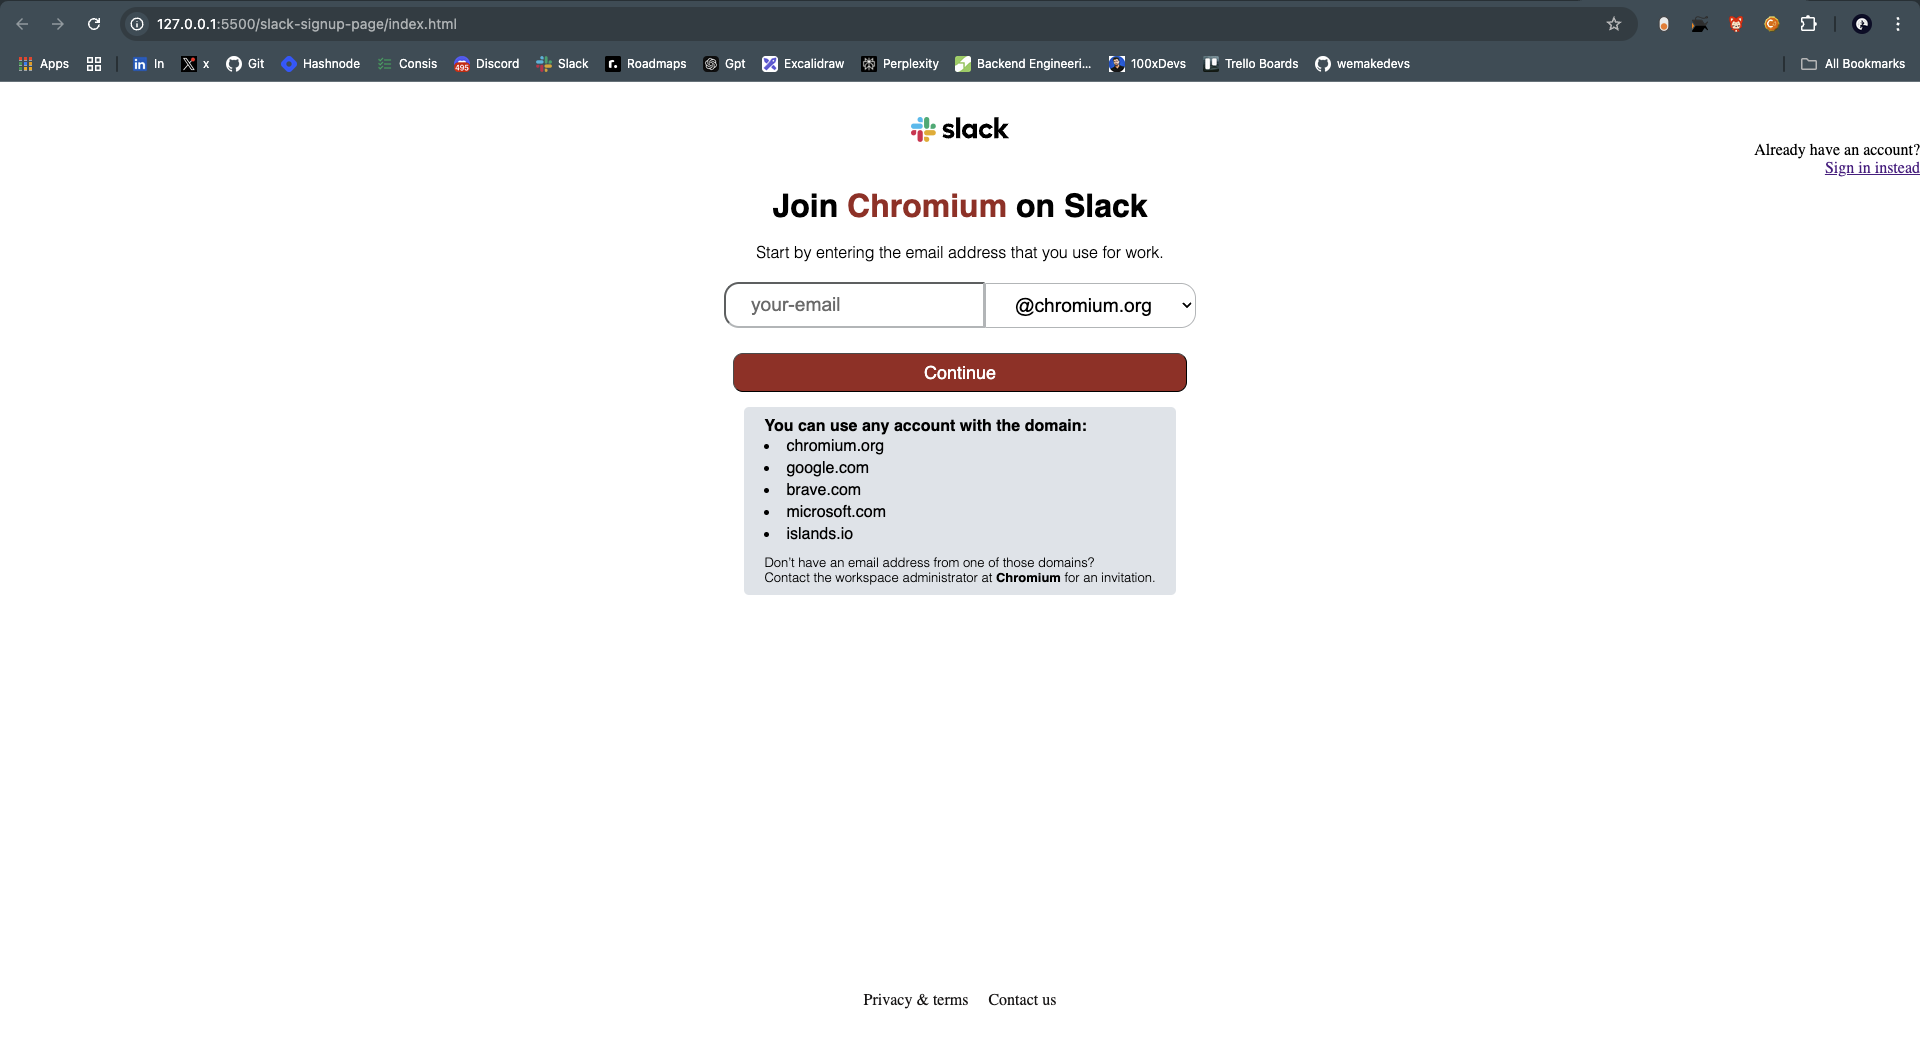 127.0.0.1:5500/slack-signup-page/index.html
Apps in In X x Git Hashnode Consis 495 Discord Slack r. Roadmaps Gpt Excalidraw Perplexity Backend Engineeri... 100xDevs Trello Boards wemakedevs All Bookmarks
slack
Already have an account?
Sign in instead
Join Chromium on Slack
Start by entering the email address that you use for work.
your-email @chromium.org
Continue
You can use any account with the domain:
• chromium.org
• google.com
• brave.com
• microsoft.com
• islands.io
Don't have an email address from one of those domains?
Contact the workspace administrator at Chromium for an invitation.
Privacy & terms Contact us